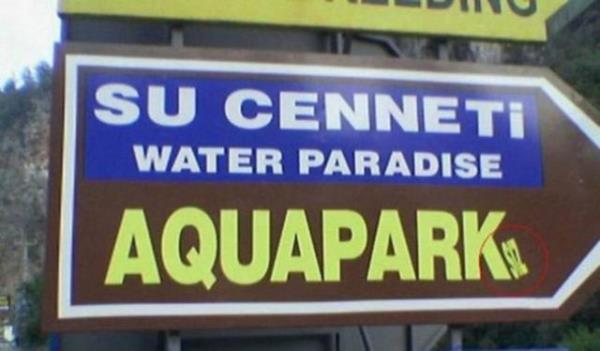 SU CENNETİ
WATER PARADISE
AQUAPARK